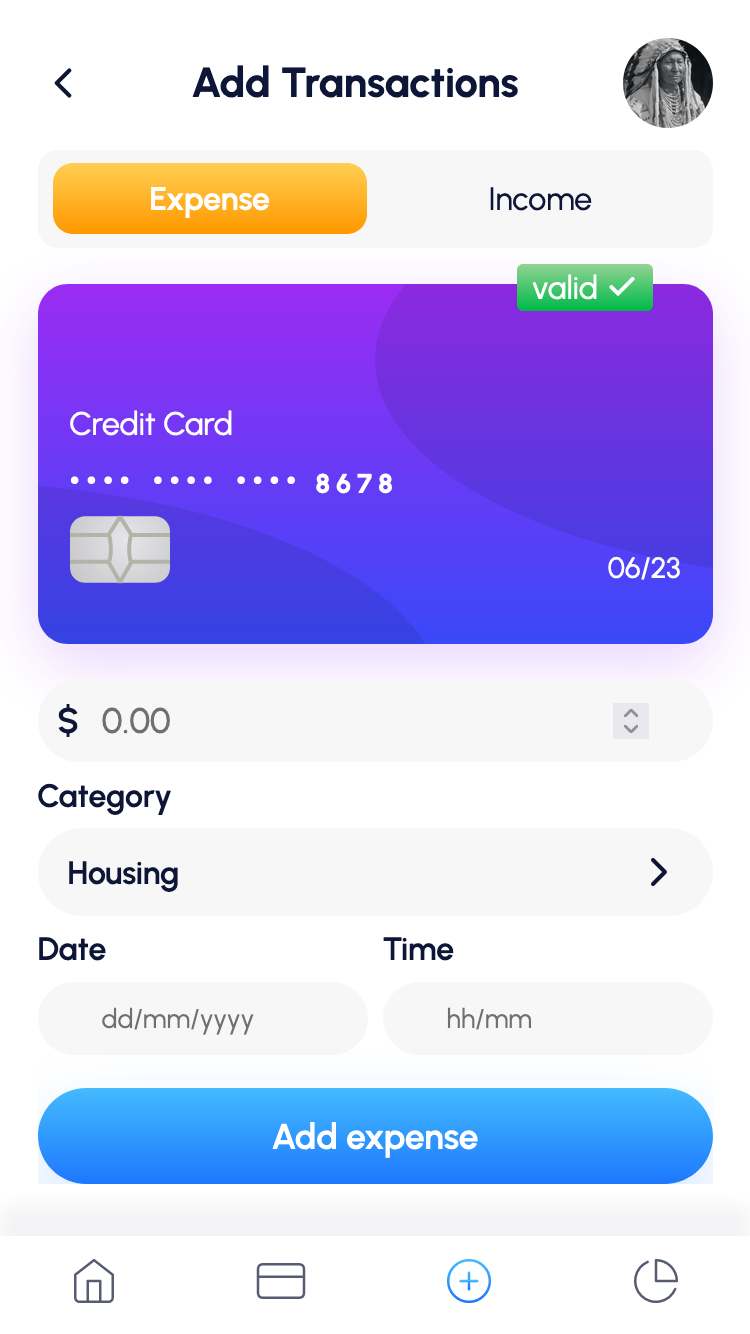 Add Transactions
Expense Income
valid
Credit Card
•••• •••• •••• 8678
06/23
$ 0.00
Category
Housing
Date Time
dd/mm/yyyy hh/mm
Add expense